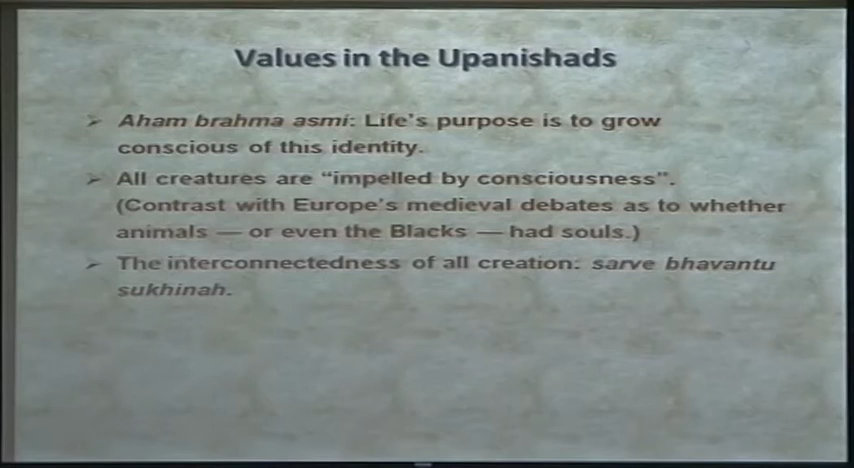 Values in the Upanishads
➢ Aham brahma asmi: Life's purpose is to grow
conscious of this identity.
➢ All creatures are “impelled by consciousness”.
(Contrast with Europe's medieval debates as to whether
animals — or even the Blacks — had souls.)
➢ The interconnectedness of all creation: sarve bhavantu
sukhinah.